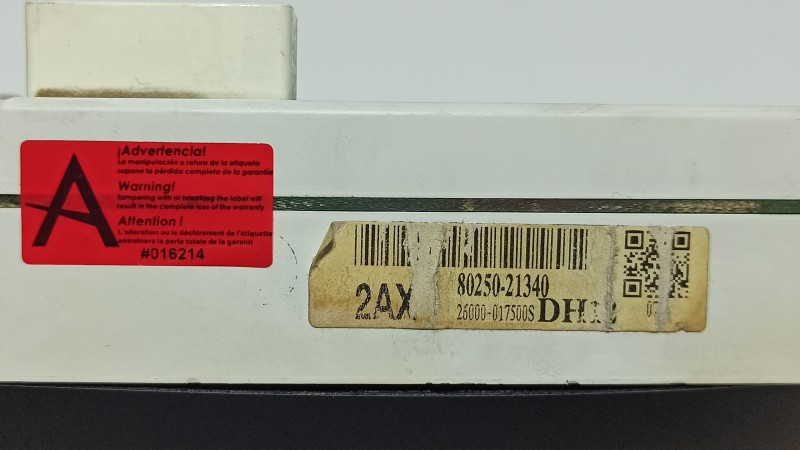 ¡Advertencia!
La manipulación o rotura de la etiqueta
supone la pérdida completa de la garantía
Warning!
Tampering with or breaking the label will
result in the complete loss of the warranty
Attention !
L'altération ou le déchirement de l'étiquette
entraînera la perte totale de la garanti
#016214
A
2AX
80250-21340
26000-017500S